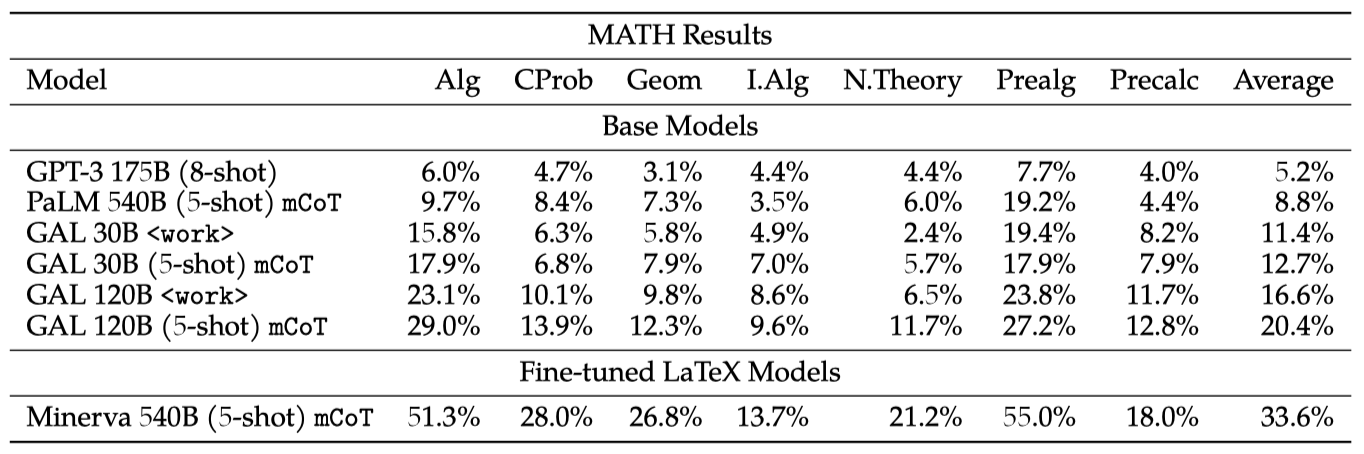 MATH Results
Model Alg CProb Geom I.Alg N.Theory Prealg Precalc Average
Base Models
GPT-3 175B (8-shot) 6.0% 4.7% 3.1% 4.4% 4.4% 7.7% 4.0% 5.2%
PaLM 540B (5-shot) mCoT 9.7% 8.4% 7.3% 3.5% 6.0% 19.2% 4.4% 8.8%
GAL 30B <work> 15.8% 6.3% 5.8% 4.9% 2.4% 19.4% 8.2% 11.4%
GAL 30B (5-shot) mCoT 17.9% 6.8% 7.9% 7.0% 5.7% 17.9% 7.9% 12.7%
GAL 120B <work> 23.1% 10.1% 9.8% 8.6% 6.5% 23.8% 11.7% 16.6%
GAL 120B (5-shot) mCoT 29.0% 13.9% 12.3% 9.6% 11.7% 27.2% 12.8% 20.4%
Fine-tuned LaTeX Models
Minerva 540B (5-shot) mCoT 51.3% 28.0% 26.8% 13.7% 21.2% 55.0% 18.0% 33.6%